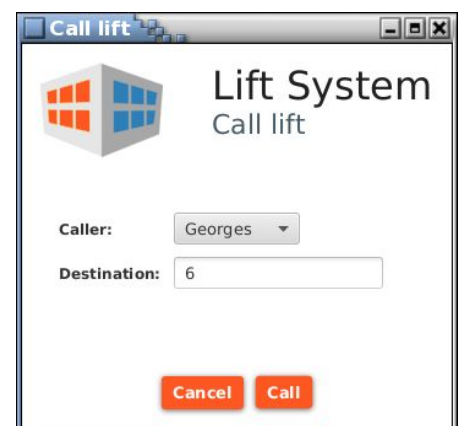 Call lift
Lift System
Call lift
Caller: Georges
Destination: 6
Cancel Call